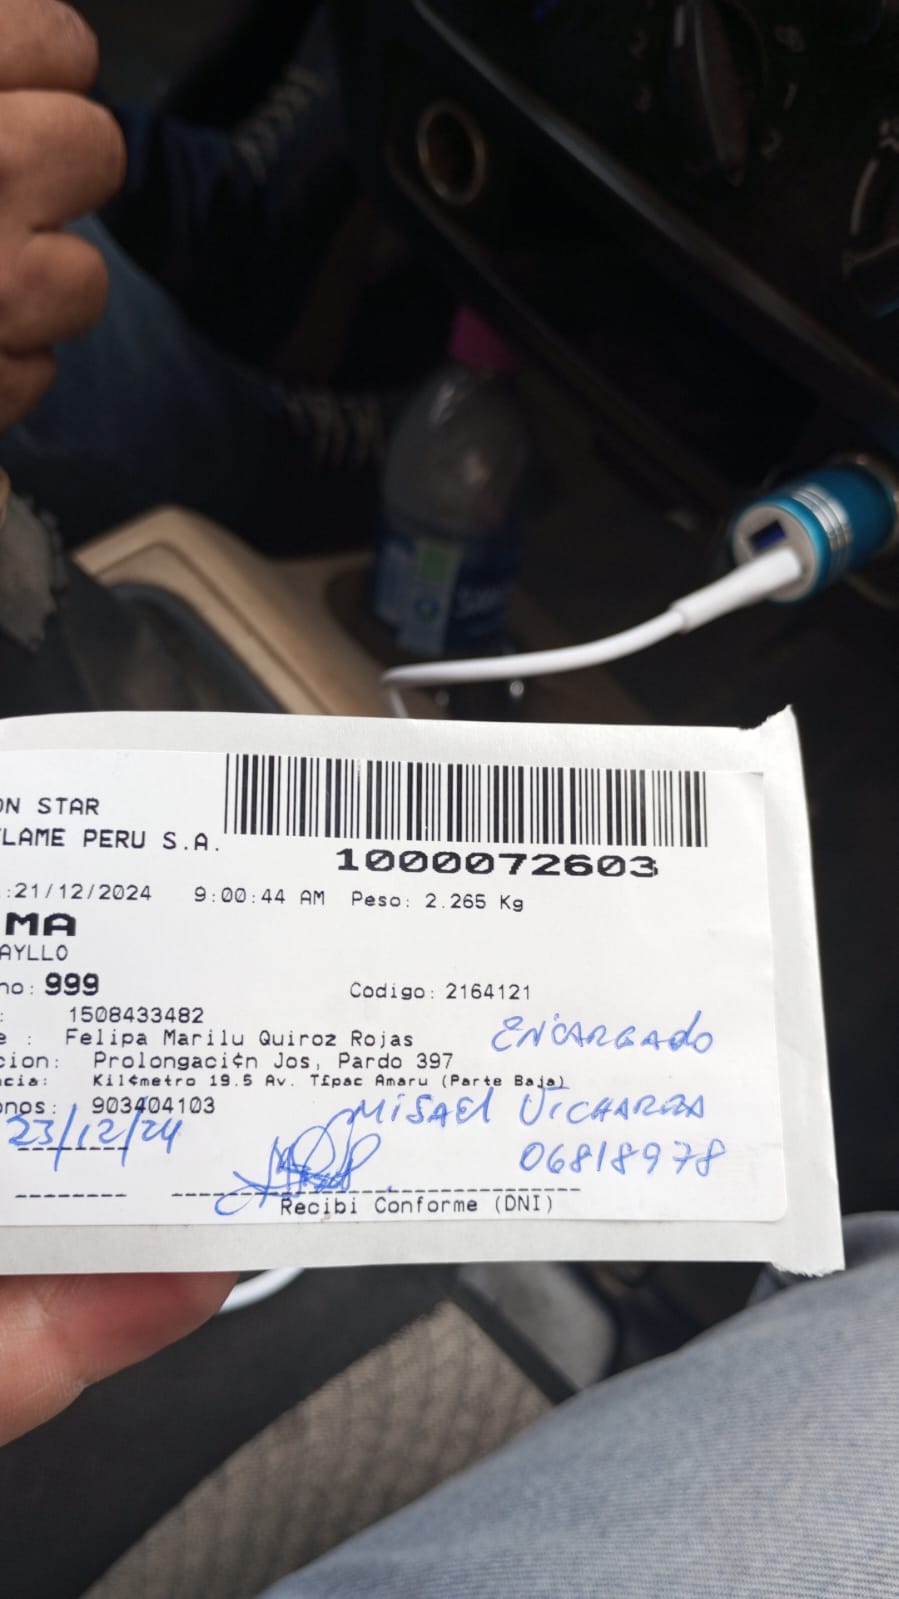 ON STAR
FLAME PERU S.A.
1000072603
:21/12/2024 9:00:44 AM Peso: 2.265 Kg
MA
AYLLO
no: 999 Codigo: 2164121
: 1508433482
e : Felipa Marilu Quiroz Rojas ENCARGADO
cion: Prolongaci¢n Jos, Pardo 397
cia: Kil¢metro 19.5 Av. T£pac Amaru (Parte Baja)
onos: 903404103 MISAEL VICHARRA
23/12/24 06818978
Recibi Conforme (DNI)